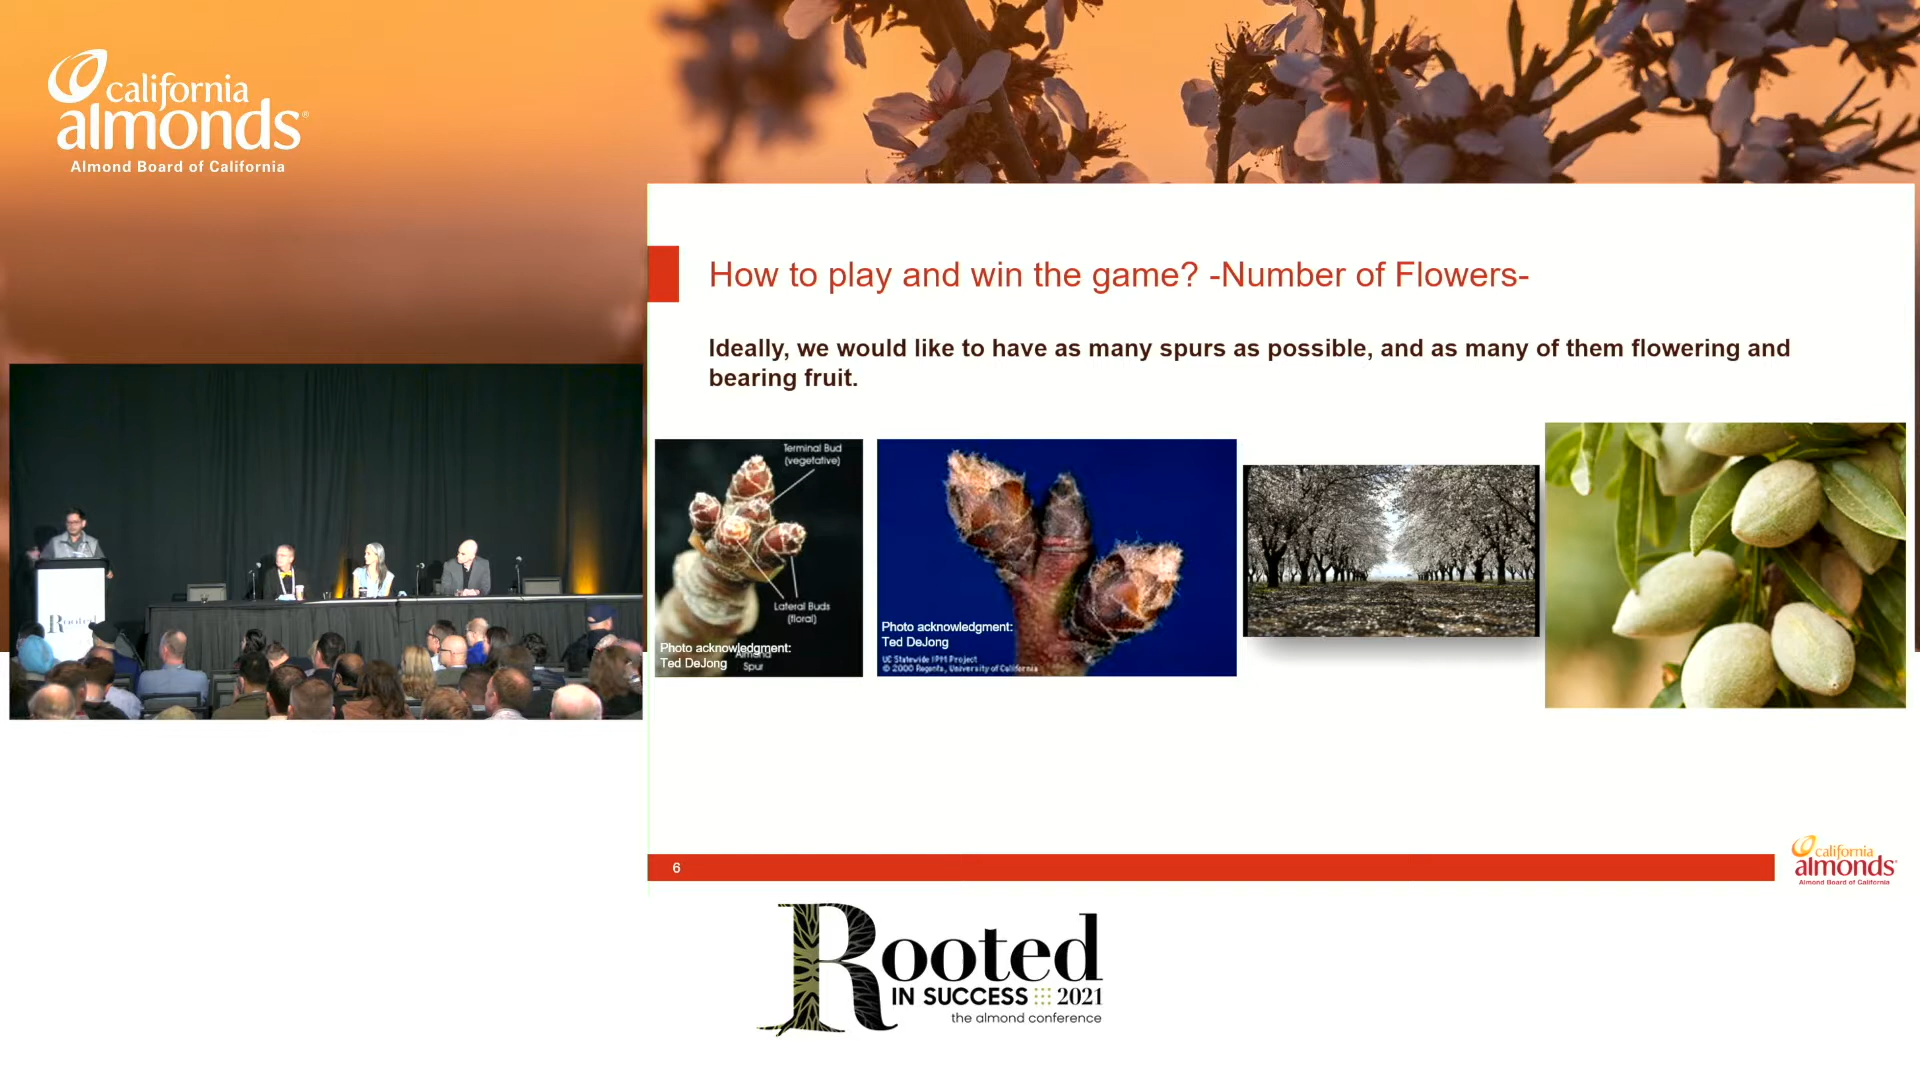 california
almonds®
Almond Board of California
How to play and win the game? -Number of Flowers-
Ideally, we would like to have as many spurs as possible, and as many of them flowering and
bearing fruit.
Terminal Bud
(vegetative)
Lateral Buds
(floral)
Photo acknowledgment:
Ted DeJong
Almond
Spur
Photo acknowledgment:
Ted DeJong
UC Statewide IPM Project
© 2000 Regents, University of California
Rooted
6
california
almonds®
Almond Board of California
Rooted
IN SUCCESS 2021
the almond conference